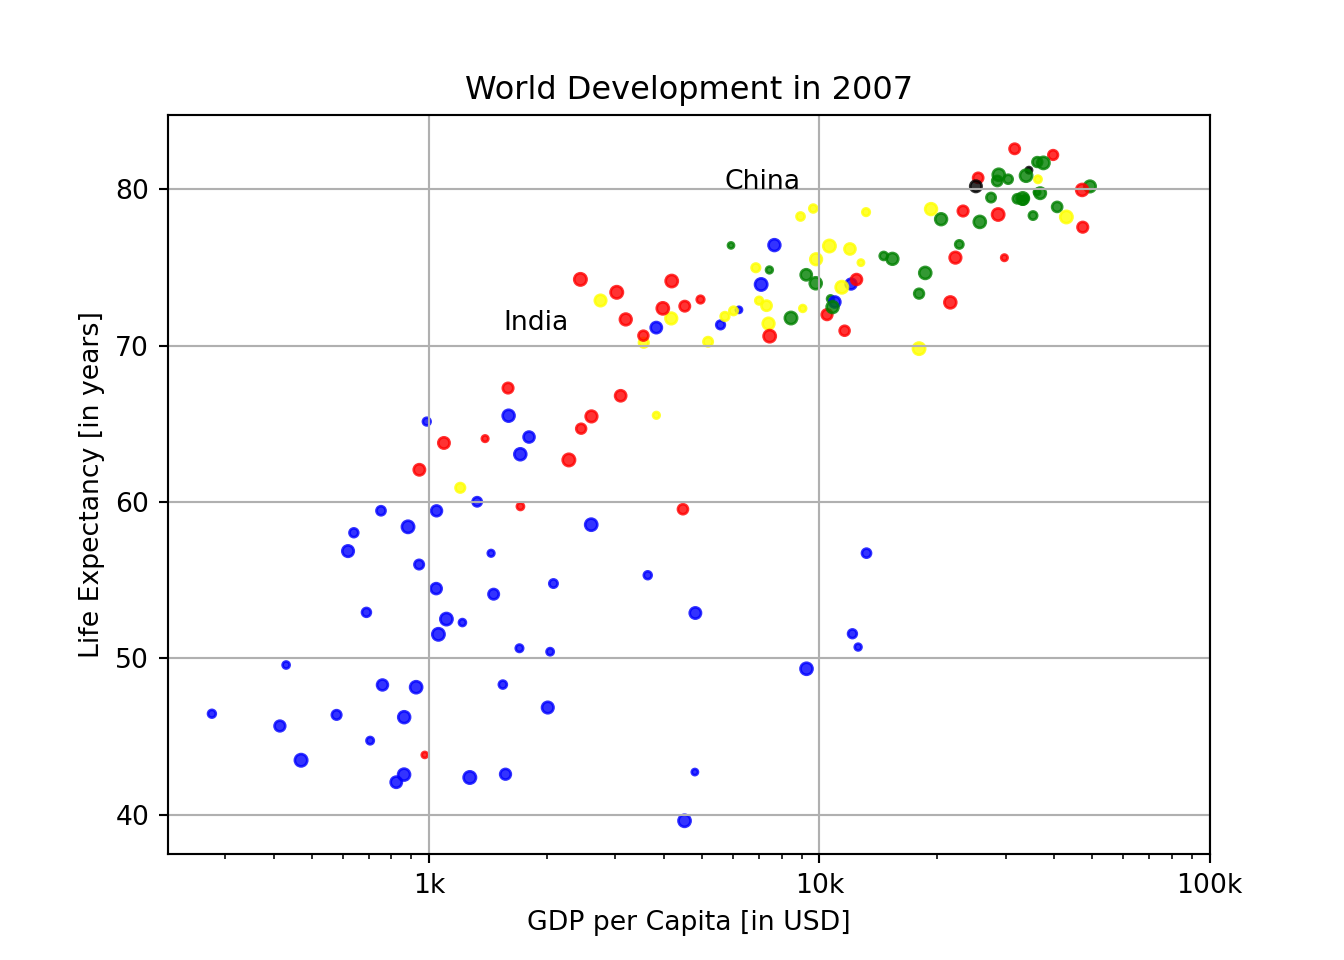 World Development in 2007
Life Expectancy [in years]
80
70
60
50
40
China
India
1k
10k
100k
GDP per Capita [in USD]